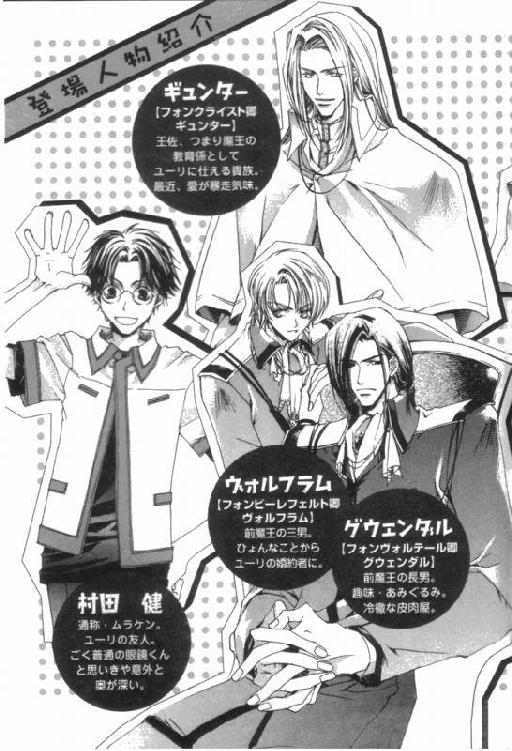 登場人物紹介
ギュンター
【フォンクライスト卿
ギュンター】
王佐、つまり魔王の
教育係として
ユーリに仕える貴族。
最近、愛が暴走気味。
ヴォルフラム
【フォンビーレフェルト卿
ヴォルフラム】
前魔王の三男。
ひょんなことから
ユーリの婚約者に。
グウェンダル
【フォンヴォルテール卿
グウェンダル】
前魔王の長男。
趣味・あみぐるみ。
冷徹な皮肉屋。
村田 健
通称・ムラケン。
ユーリの友人。
ごく普通の眼鏡くん
と思いきや意外と
奥が深い。